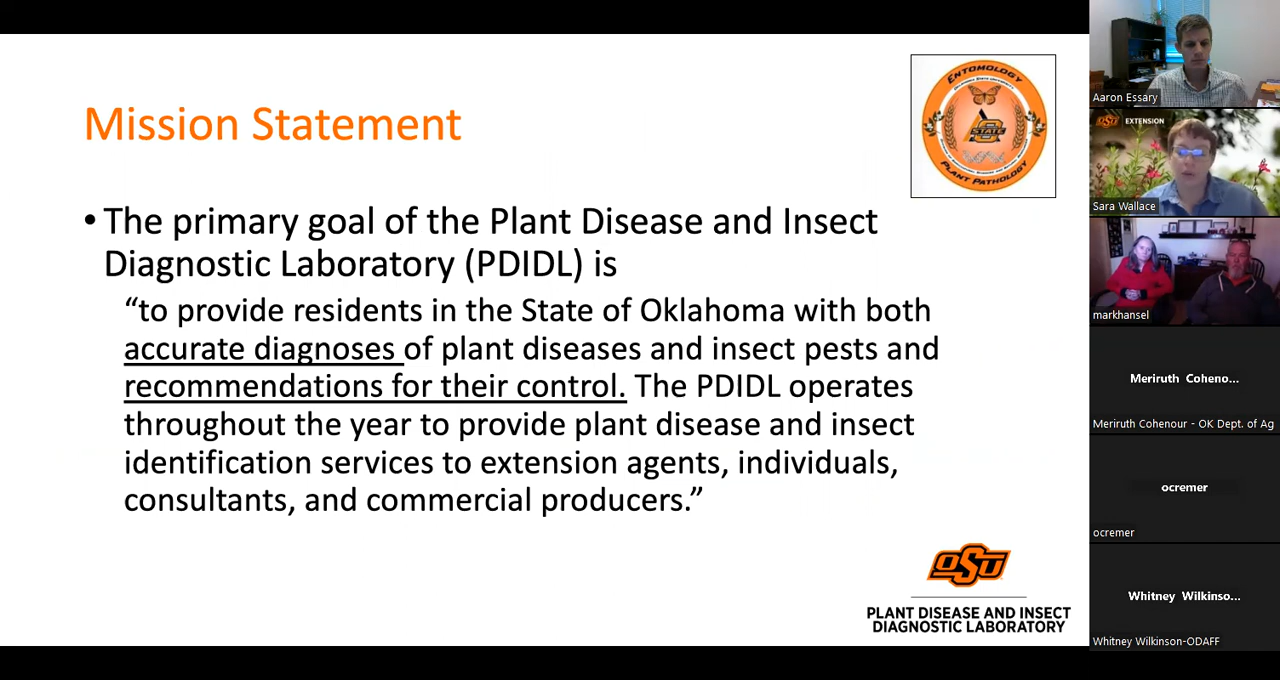 Mission Statement
• The primary goal of the Plant Disease and Insect
Diagnostic Laboratory (PDIDL) is
“to provide residents in the State of Oklahoma with both
accurate diagnoses of plant diseases and insect pests and
recommendations for their control. The PDIDL operates
throughout the year to provide plant disease and insect
identification services to extension agents, individuals,
consultants, and commercial producers.”
ENTOMOLOGY
STATE
PLANT PATHOLOGY
OSU
PLANT DISEASE AND INSECT
DIAGNOSTIC LABORATORY
Aaron Essary
OSU EXTENSION
Sara Wallace
markhansel
Meriruth Coheno...
Meriruth Cohenour - OK Dept. of Ag
ocremer
ocremer
Whitney Wilkinso...
Whitney Wilkinson-ODAFF